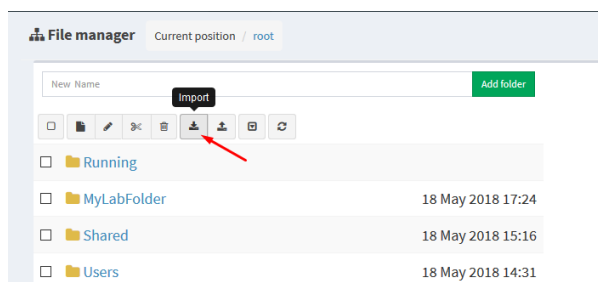 File manager Current position / root
New Name Add folder
Import
Running
MyLabFolder 18 May 2018 17:24
Shared 18 May 2018 15:16
Users 18 May 2018 14:31